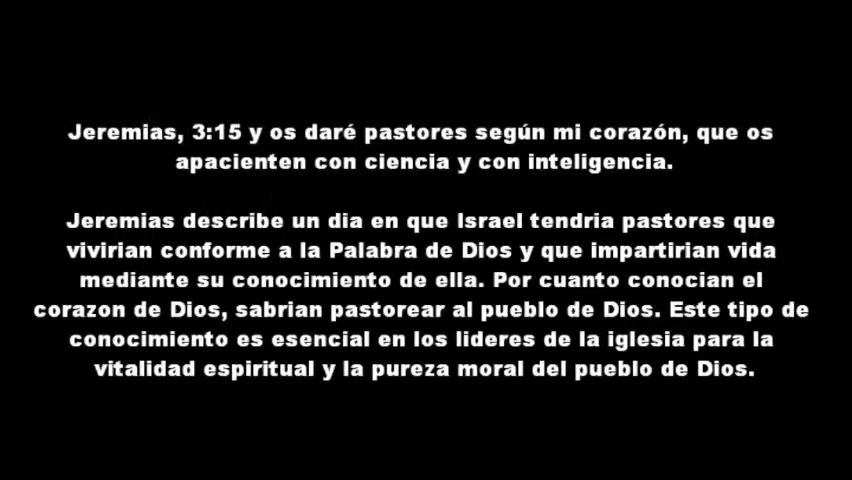 Jeremias, 3:15 y os daré pastores según mi corazón, que os
apacienten con ciencia y con inteligencia.
Jeremias describe un dia en que Israel tendria pastores que
vivirian conforme a la Palabra de Dios y que impartirian vida
mediante su conocimiento de ella. Por cuanto conocian el
corazon de Dios, sabrian pastorear al pueblo de Dios. Este tipo de
conocimiento es esencial en los lideres de la iglesia para la
vitalidad espiritual y la pureza moral del pueblo de Dios.